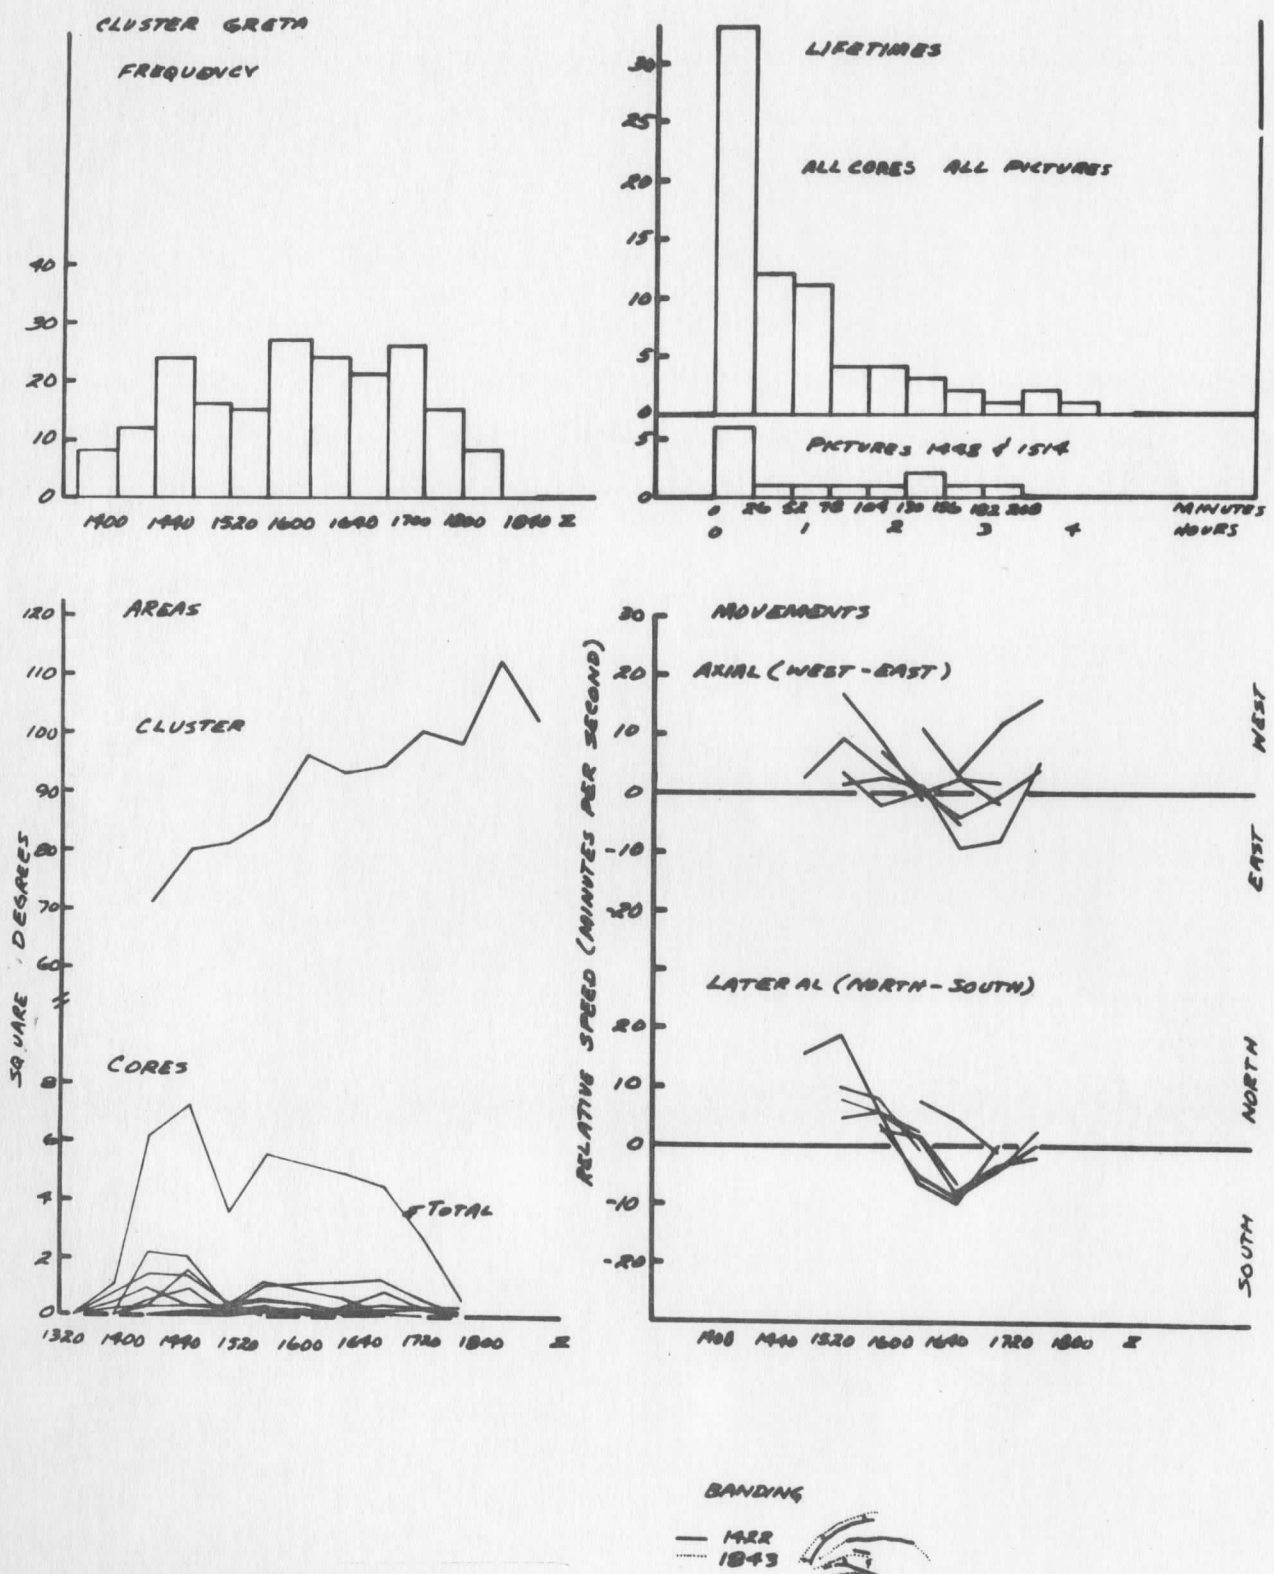 CLUSTER GRETA
FREQUENCY
40
30
20
10
0
1400 1440 1520 1600 1640 1700 1800 1840 Z
LIFETIMES
ALL CORES ALL PICTURES
30
25
20
15
10
5
0
PICTURES 1448 & 1514
5
0
0 26 52 78 104 130 156 182 208 MINUTES
0 1 2 3 4 HOURS
AREAS
CLUSTER
120
110
100
90
80
70
60
SQUARE DEGREES
CORES
8
6
4
2
0
TOTAL
1320 1400 1440 1520 1600 1640 1720 1800 Z
MOVEMENTS
AXIAL (WEST-EAST)
30
20
10
0
-10
-20
WEST
EAST
RELATIVE SPEED (MINUTES PER SECOND)
LATERAL (NORTH-SOUTH)
20
10
0
-10
-20
NORTH
SOUTH
1400 1440 1520 1600 1640 1720 1800 Z
BANDING
1422
1843